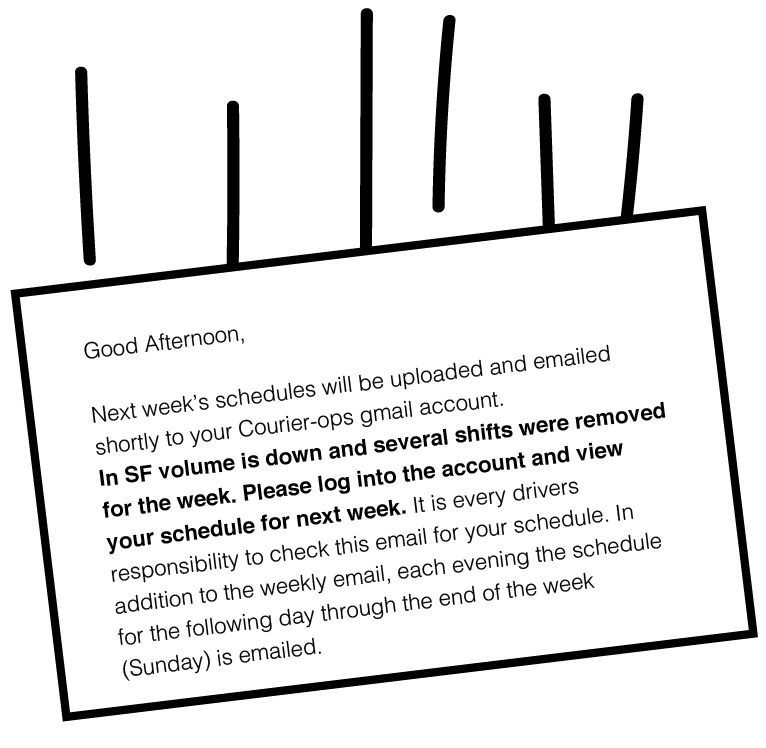 Good Afternoon,
Next week’s schedules will be uploaded and emailed
shortly to your Courier-ops gmail account.
In SF volume is down and several shifts were removed
for the week. Please log into the account and view
your schedule for next week. It is every drivers
responsibility to check this email for your schedule. In
addition to the weekly email, each evening the schedule
for the following day through the end of the week
(Sunday) is emailed.